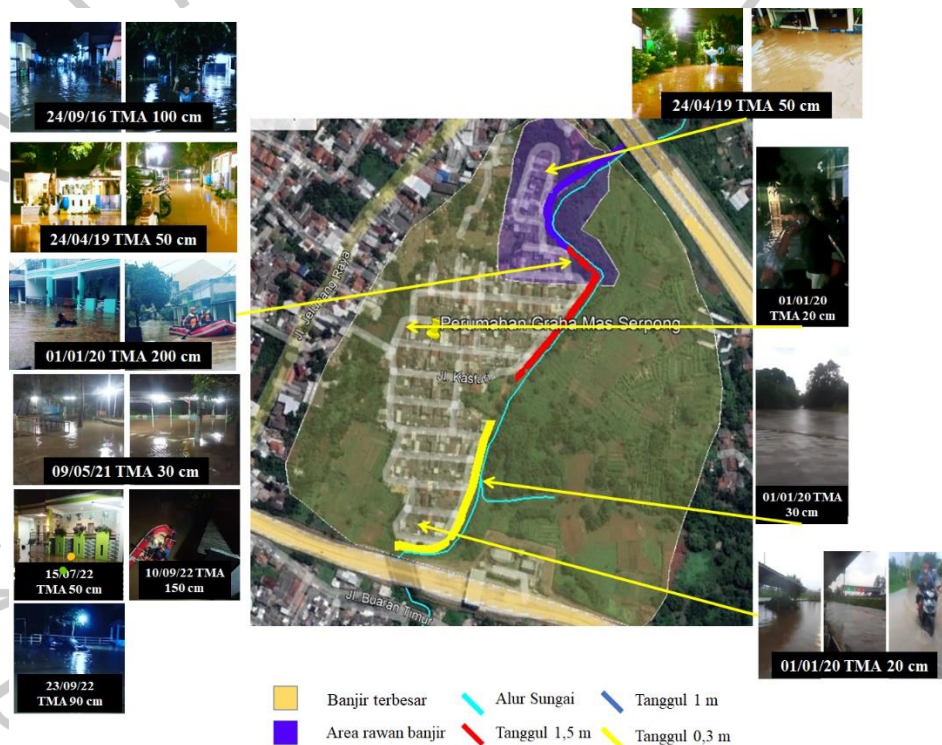 24/09/16 TMA 100 cm
24/04/19 TMA 50 cm
01/01/20 TMA 200 cm
09/05/21 TMA 30 cm
15/07/22
TMA 50 cm
10/09/22 TMA
150 cm
23/09/22
TMA 90 cm
24/04/19 TMA 50 cm
01/01/20
TMA 20 cm
01/01/20 TMA
30 cm
01/01/20 TMA 20 cm
Jl. Jelupang Raya
Perumahan Graha Mas Serpong
Jl. Kasturi
Jl. Buaran Timur
Banjir terbesar
Alur Sungai
Tanggul 1 m
Area rawan banjir
Tanggul 1,5 m
Tanggul 0,3 m